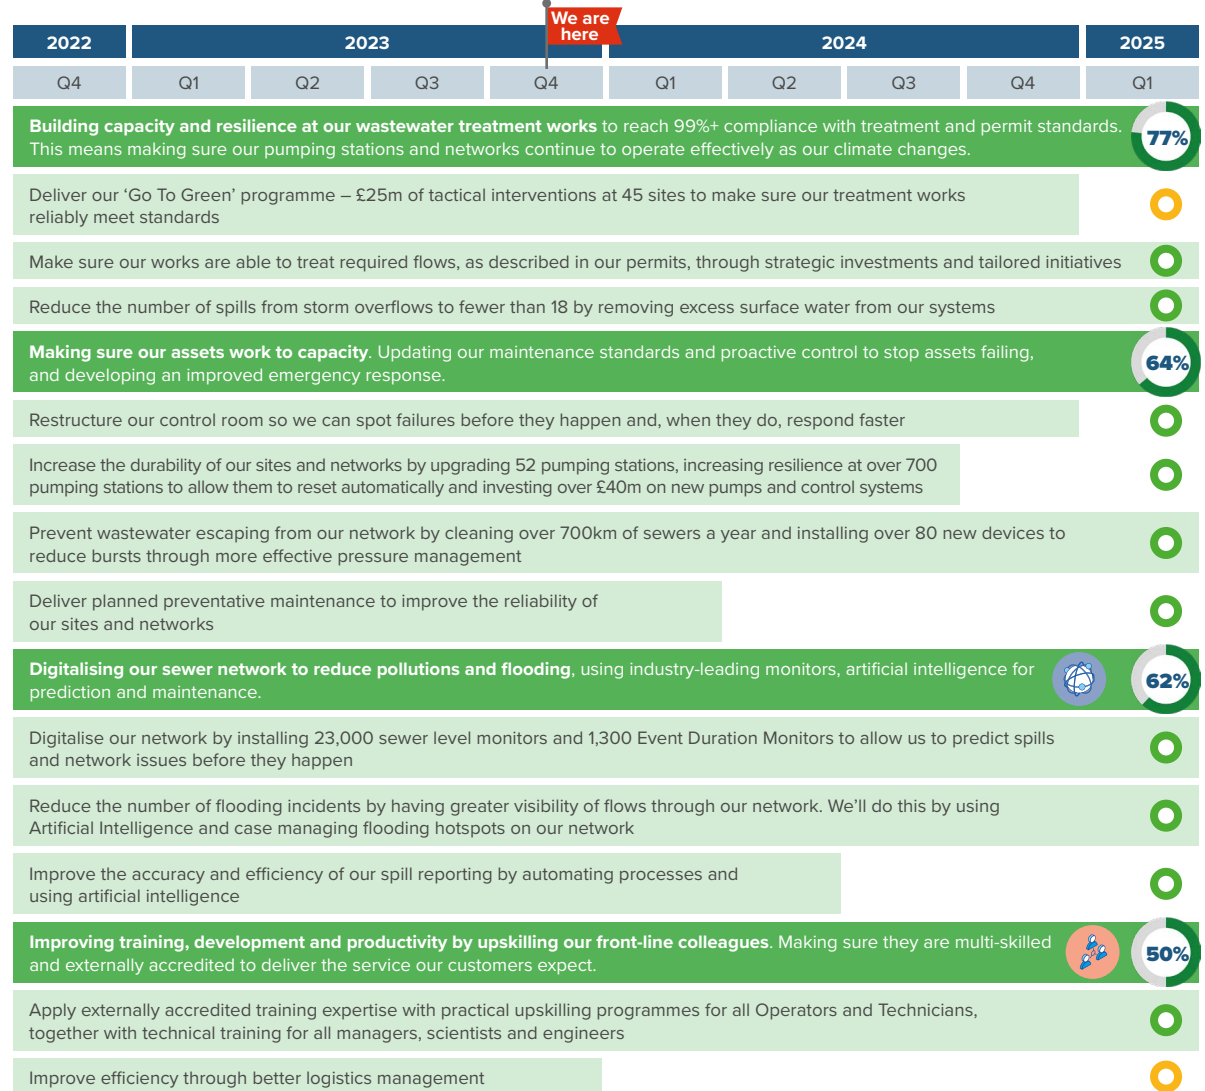 We are
here
2022 2023 2024 2025
Q4 Q1 Q2 Q3 Q4 Q1 Q2 Q3 Q4 Q1
Building capacity and resilience at our wastewater treatment works to reach 99%+ compliance with treatment and permit standards.
This means making sure our pumping stations and networks continue to operate effectively as our climate changes.
77%
Deliver our ‘Go To Green’ programme – £25m of tactical interventions at 45 sites to make sure our treatment works
reliably meet standards
Make sure our works are able to treat required flows, as described in our permits, through strategic investments and tailored initiatives
Reduce the number of spills from storm overflows to fewer than 18 by removing excess surface water from our systems
Making sure our assets work to capacity. Updating our maintenance standards and proactive control to stop assets failing,
and developing an improved emergency response.
64%
Restructure our control room so we can spot failures before they happen and, when they do, respond faster
Increase the durability of our sites and networks by upgrading 52 pumping stations, increasing resilience at over 700
pumping stations to allow them to reset automatically and investing over £40m on new pumps and control systems
Prevent wastewater escaping from our network by cleaning over 700km of sewers a year and installing over 80 new devices to
reduce bursts through more effective pressure management
Deliver planned preventative maintenance to improve the reliability of
our sites and networks
Digitalising our sewer network to reduce pollutions and flooding, using industry-leading monitors, artificial intelligence for
prediction and maintenance.
62%
Digitalise our network by installing 23,000 sewer level monitors and 1,300 Event Duration Monitors to allow us to predict spills
and network issues before they happen
Reduce the number of flooding incidents by having greater visibility of flows through our network. We’ll do this by using
Artificial Intelligence and case managing flooding hotspots on our network
Improve the accuracy and efficiency of our spill reporting by automating processes and
using artificial intelligence
Improving training, development and productivity by upskilling our front-line colleagues. Making sure they are multi-skilled
and externally accredited to deliver the service our customers expect.
50%
Apply externally accredited training expertise with practical upskilling programmes for all Operators and Technicians,
together with technical training for all managers, scientists and engineers
Improve efficiency through better logistics management